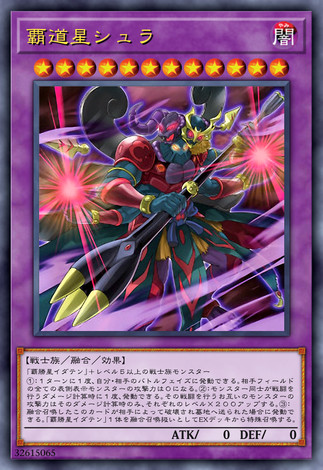 覇道星シュラ
闇
やみ
【戦士族／融合／効果】
「覇勝星イダテン」＋レベル５以上の戦士族モンスター
①：１ターンに１度、自分・相手のバトルフェイズに発動できる。相手フィールド
の全ての表側表示モンスターの攻撃力は０になる。②：モンスター同士が戦闘を
行うダメージ計算時に１度、発動できる。その戦闘を行うお互いのモンスターの
攻撃力はそのダメージ計算時のみ、それぞれのレベル×２００アップする。③：
融合召喚したこのカードが相手によって破壊され墓地へ送られた場合に発動で
きる。「覇勝星イダテン」１体を融合召喚扱いとしてEXデッキから特殊召喚する。
ATK/ 0 DEF/ 0
32615065